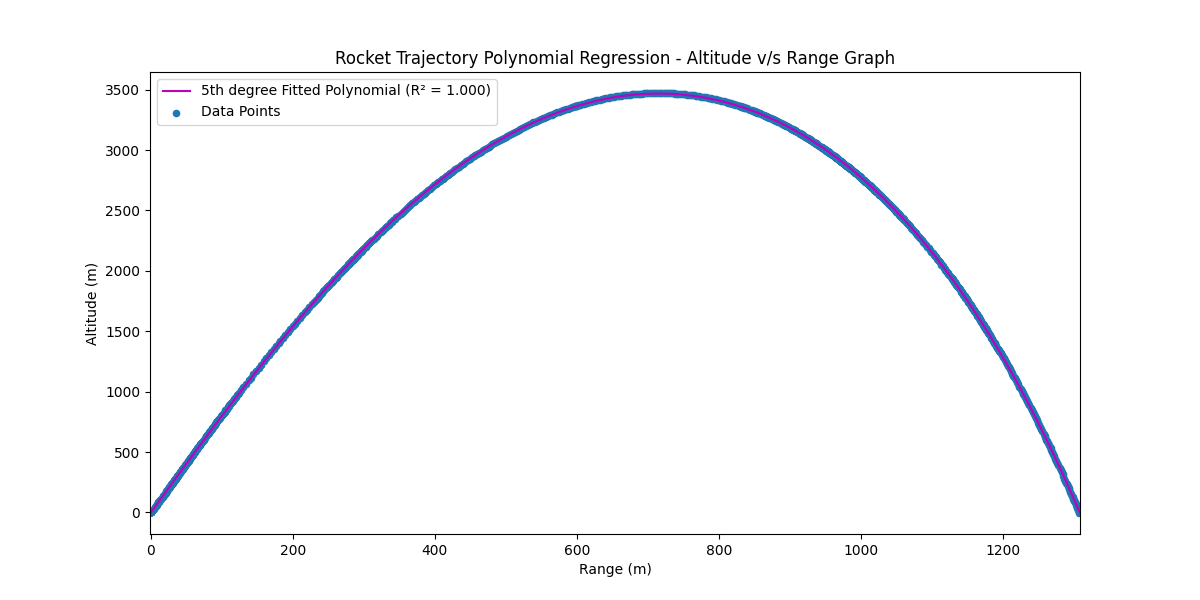 Rocket Trajectory Polynomial Regression - Altitude v/s Range Graph
5th degree Fitted Polynomial (R² = 1.000)
Data Points
3500
3000
2500
2000
1500
1000
500
0
Altitude (m)
0 200 400 600 800 1000 1200
Range (m)